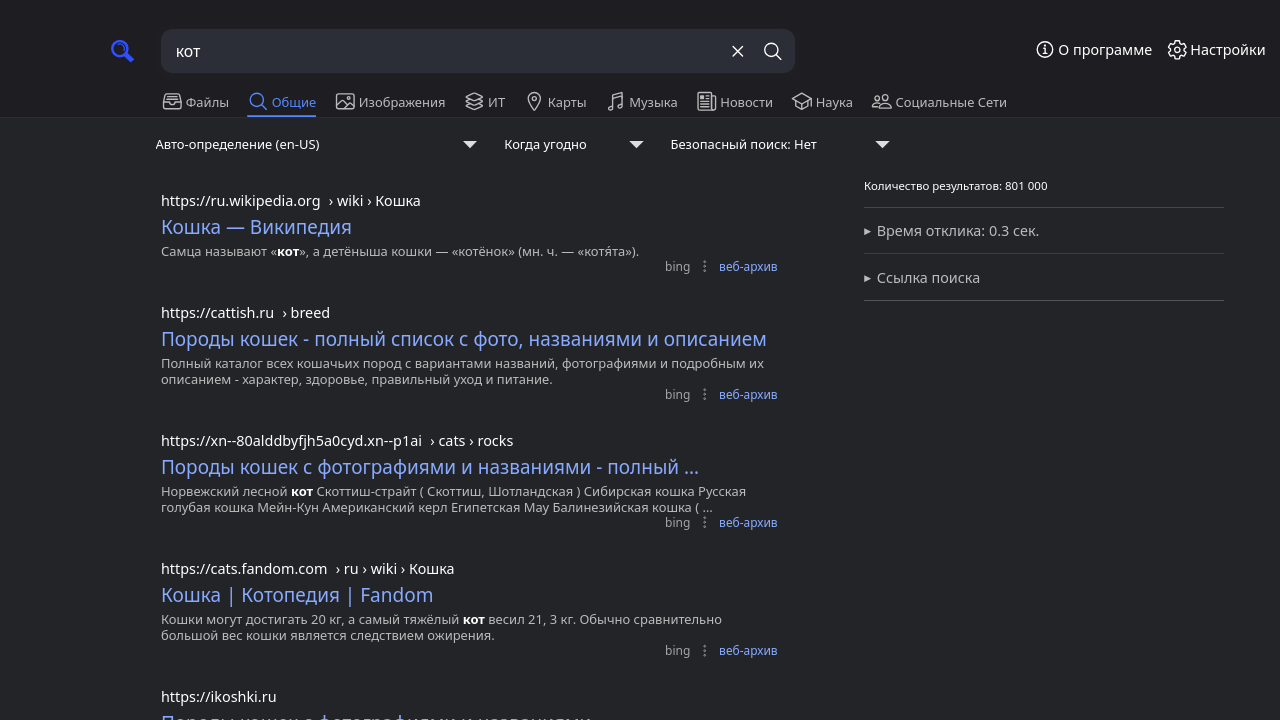 кот
О программе
Настройки
Файлы
Общие
Изображения
ИТ
Карты
Музыка
Новости
Наука
Социальные Сети
Авто-определение (en-US)
Когда угодно
Безопасный поиск: Нет
https://ru.wikipedia.org › wiki › Кошка
Кошка — Википедия
Самца называют «кот», а детёныша кошки — «котёнок» (мн. ч. — «котя́та»).
bing
веб-архив
https://cattish.ru › breed
Породы кошек - полный список с фото, названиями и описанием
Полный каталог всех кошачьих пород с вариантами названий, фотографиями и подробным их
описанием - характер, здоровье, правильный уход и питание.
bing
веб-архив
https://xn--80alddbyfjh5a0cyd.xn--p1ai › cats › rocks
Породы кошек с фотографиями и названиями - полный ...
Норвежский лесной кот Скоттиш-страйт ( Скоттиш, Шотландская ) Сибирская кошка Русская
голубая кошка Мейн-Кун Американский керл Египетская Мау Балинезийская кошка ( ...
bing
веб-архив
https://cats.fandom.com › ru › wiki › Кошка
Кошка | Котопедия | Fandom
Кошки могут достигать 20 кг, а самый тяжёлый кот весил 21, 3 кг. Обычно сравнительно
большой вес кошки является следствием ожирения.
bing
веб-архив
https://ikoshki.ru
Породы кошек с фотографиями и названиями
Количество результатов: 801 000
Время отклика: 0.3 сек.
Ссылка поиска